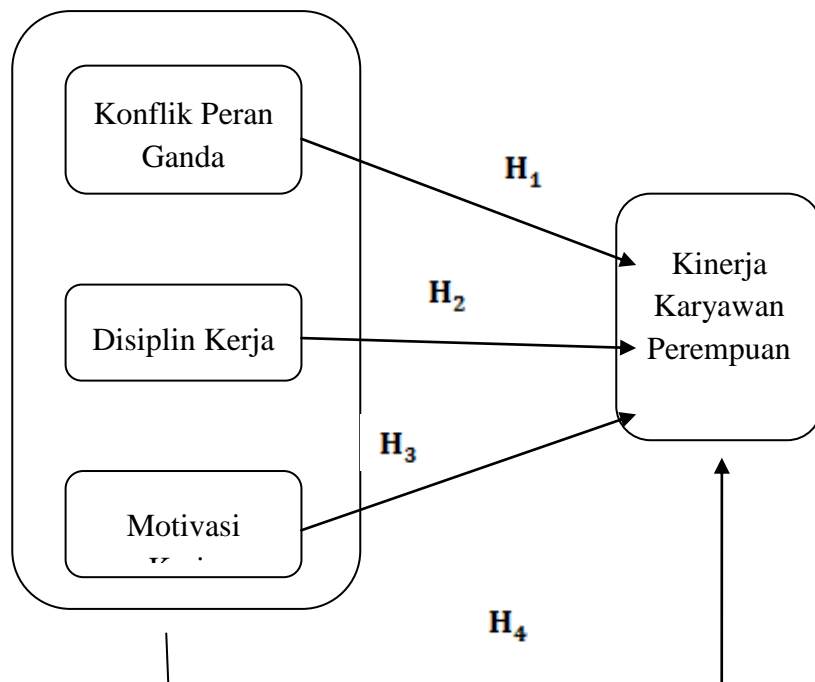 Konflik Peran
Ganda
H₁
Kinerja
Karyawan
Perempuan
H₂
Disiplin Kerja
H₃
Motivasi
H₄